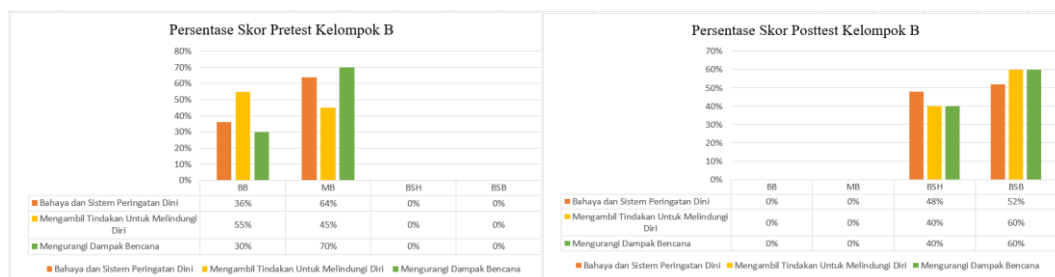 Persentase Skor Pretest Kelompok B
80%
70%
60%
50%
40%
30%
20%
10%
0%
BB MB BSH BSB
Bahaya dan Sistem Peringatan Dini 36% 64% 0% 0%
Mengambil Tindakan Untuk Melindungi
Diri 55% 45% 0% 0%
Mengurangi Dampak Bencana 30% 70% 0% 0%
Bahaya dan Sistem Peringatan Dini Mengambil Tindakan Untuk Melindungi Diri Mengurangi Dampak Bencana
Persentase Skor Posttest Kelompok B
70%
60%
50%
40%
30%
20%
10%
0%
BB MB BSH BSB
Bahaya dan Sistem Peringatan Dini 0% 0% 48% 52%
Mengambil Tindakan Untuk Melindungi
Diri 0% 0% 40% 60%
Mengurangi Dampak Bencana 0% 0% 40% 60%
Bahaya dan Sistem Peringatan Dini Mengambil Tindakan Untuk Melindungi Diri Mengurangi Dampak Bencana